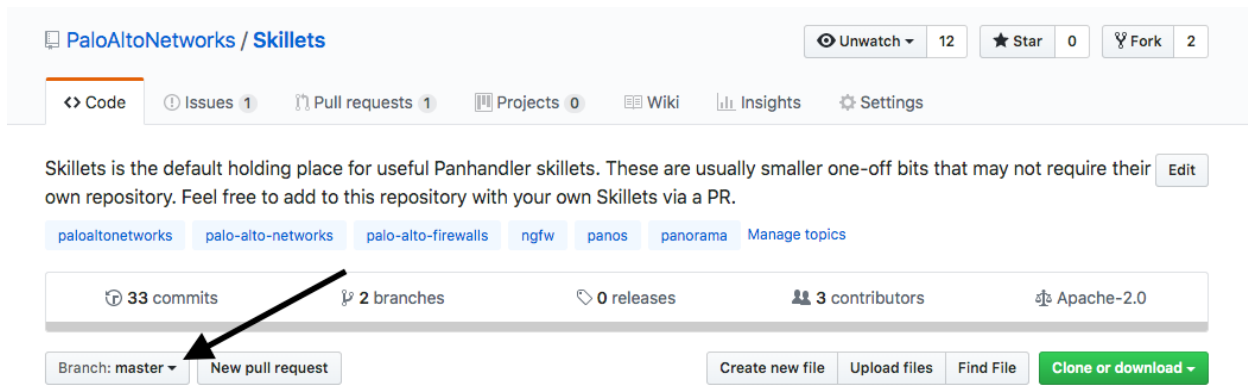 PaloAltoNetworks / Skillets
Unwatch 12 Star 0 Fork 2
Code Issues 1 Pull requests 1 Projects 0 Wiki Insights Settings
Skillets is the default holding place for useful Panhandler skillets. These are usually smaller one-off bits that may not require their
own repository. Feel free to add to this repository with your own Skillets via a PR.
Edit
paloaltonetworks palo-alto-networks palo-alto-firewalls ngfw panos panorama Manage topics
33 commits 2 branches 0 releases 3 contributors Apache-2.0
Branch: master New pull request Create new file Upload files Find File Clone or download